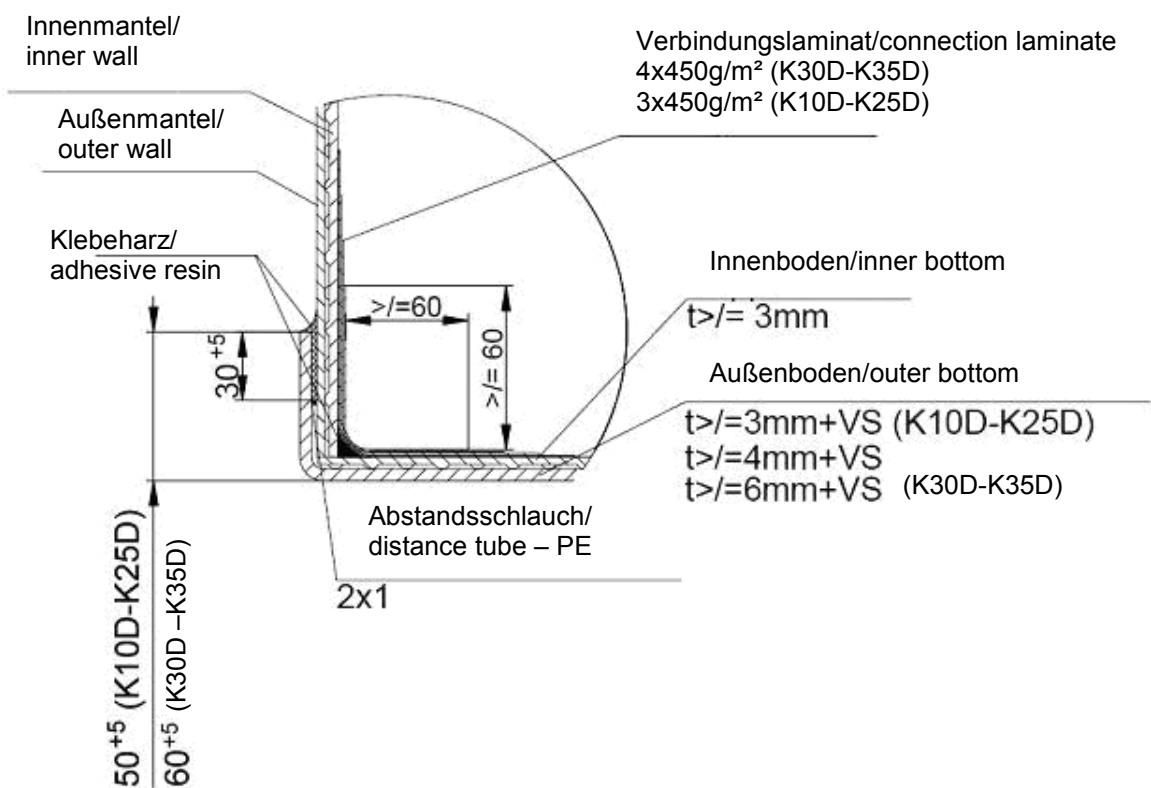 Innenmantel/
inner wall
Verbindungslaminat/connection laminate
4x450g/m² (K30D-K35D)
3x450g/m² (K10D-K25D)
Außenmantel/
outer wall
Klebeharz/
adhesive resin
Innenboden/inner bottom
t>/= 3mm
>/=60
>/= 60
30+5
Außenboden/outer bottom
t>/=3mm+VS (K10D-K25D)
t>/=4mm+VS
t>/=6mm+VS (K30D-K35D)
Abstandsschlauch/
distance tube – PE
2x1
50+5 (K10D-K25D)
60+5 (K30D –K35D)